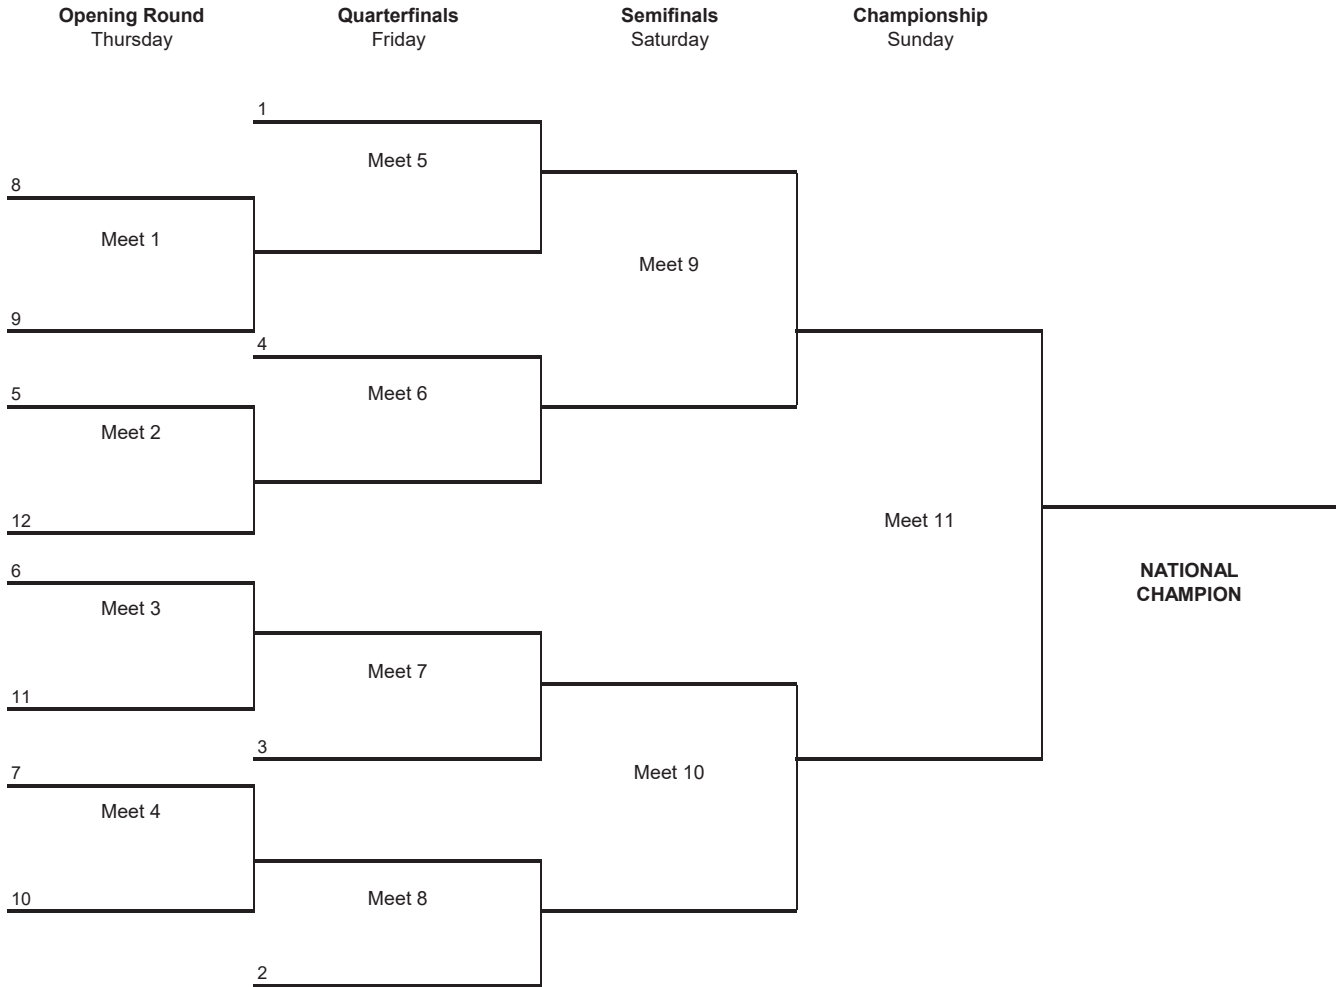 Opening Round
Thursday
Quarterfinals
Friday
Semifinals
Saturday
Championship
Sunday
1
Meet 5
8
Meet 1
9
Meet 9
4
Meet 6
5
Meet 2
12
Meet 11
6
Meet 3
11
NATIONAL
CHAMPION
Meet 7
3
Meet 10
7
Meet 4
10
Meet 8
2